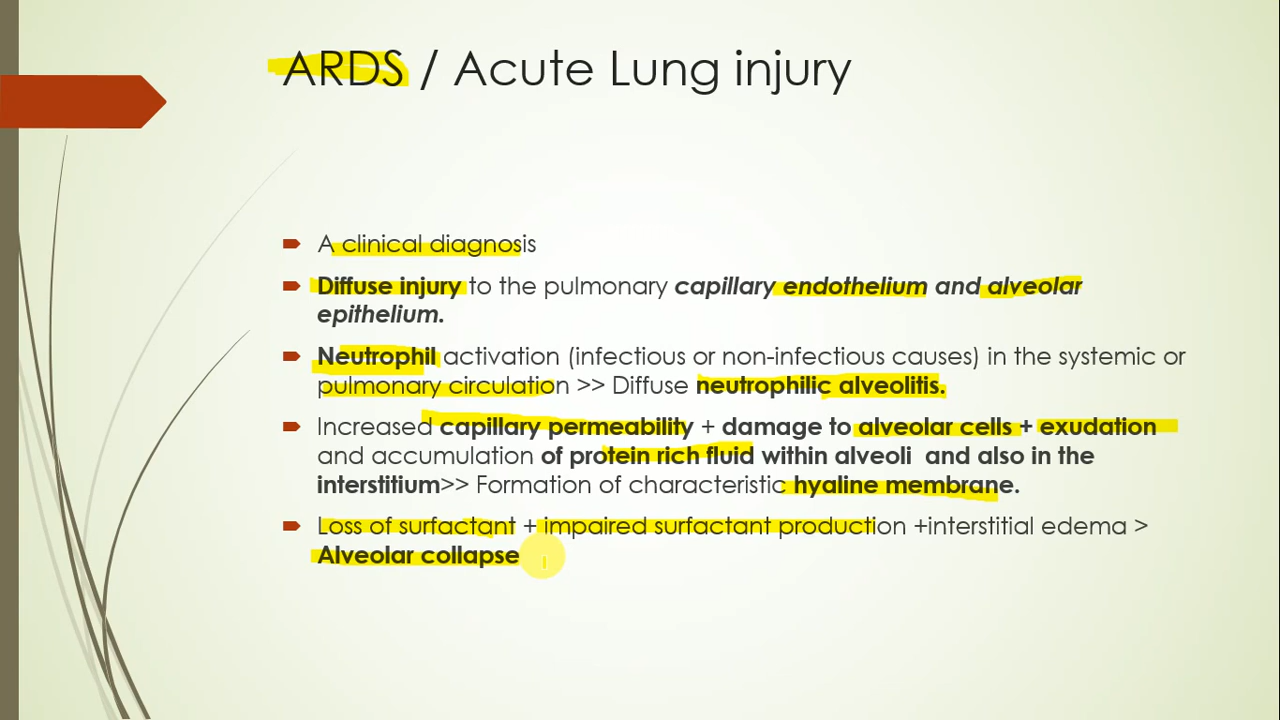 ARDS / Acute Lung injury
A clinical diagnosis
Diffuse injury to the pulmonary capillary endothelium and alveolar
epithelium.
Neutrophil activation (infectious or non-infectious causes) in the systemic or
pulmonary circulation >> Diffuse neutrophilic alveolitis.
Increased capillary permeability + damage to alveolar cells + exudation
and accumulation of protein rich fluid within alveoli and also in the
interstitium>> Formation of characteristic hyaline membrane.
Loss of surfactant + impaired surfactant production +interstitial edema >
Alveolar collapse